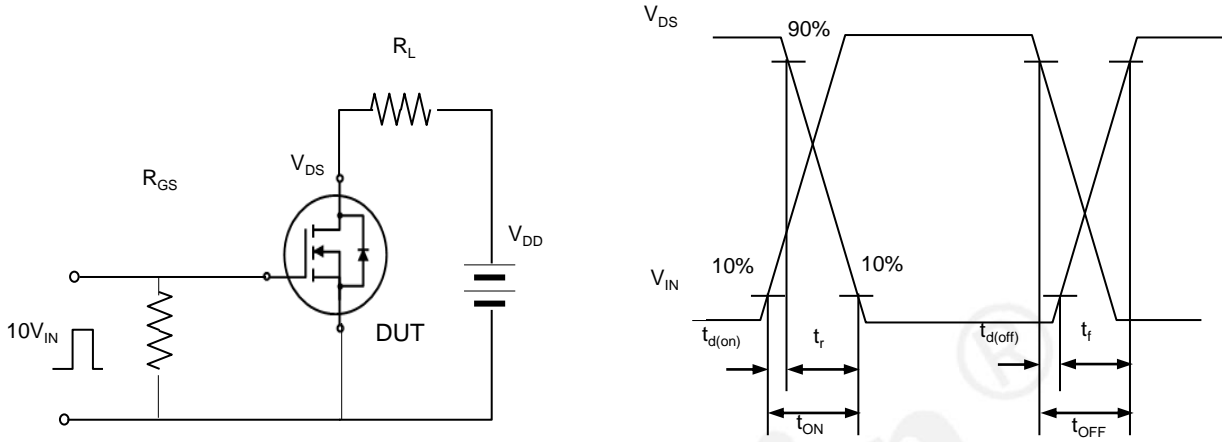 R_L
V_DS
R_GS
V_DD
10V_IN
DUT
V_DS
90%
10%
10%
V_IN
t_d(on)
t_r
t_d(off)
t_f
t_ON
t_OFF
®